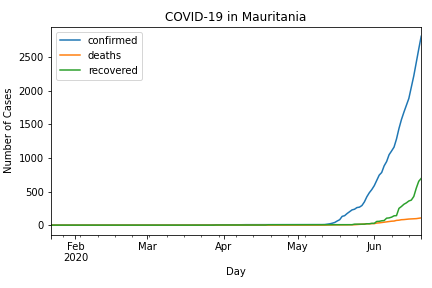 COVID-19 in Mauritania
confirmed
deaths
recovered
Number of Cases
2500
2000
1500
1000
500
0
Feb
2020
Mar
Apr
May
Jun
Day